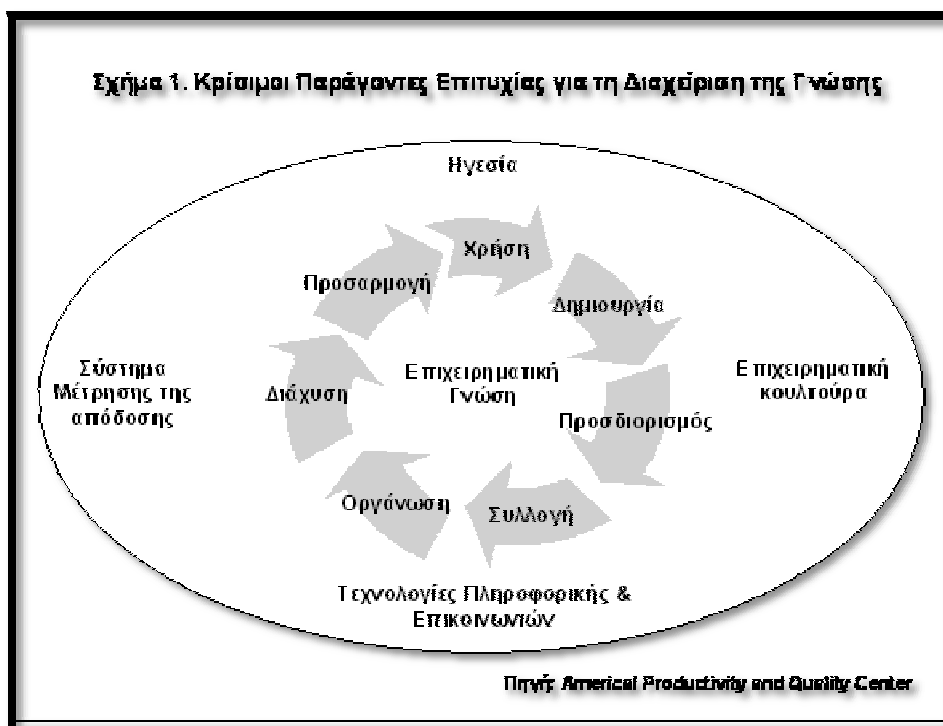 Σχήμα 1. Κρίσιμοι Παράγοντες Επιτυχίας για τη Διαχείριση της Γνώσης
Ηγεσία
Χρήση
Προσαρμογή
Δημιουργία
Σύστημα
Μέτρησης της
απόδοσης
Διάχυση
Επιχειρηματική
Γνώση
Επιχειρηματική
κουλτούρα
Προσδιορισμός
Οργάνωση
Συλλογή
Τεχνολογίες Πληροφορικής &
Επικοινωνιών
Πηγή: American Productivity and Quality Center